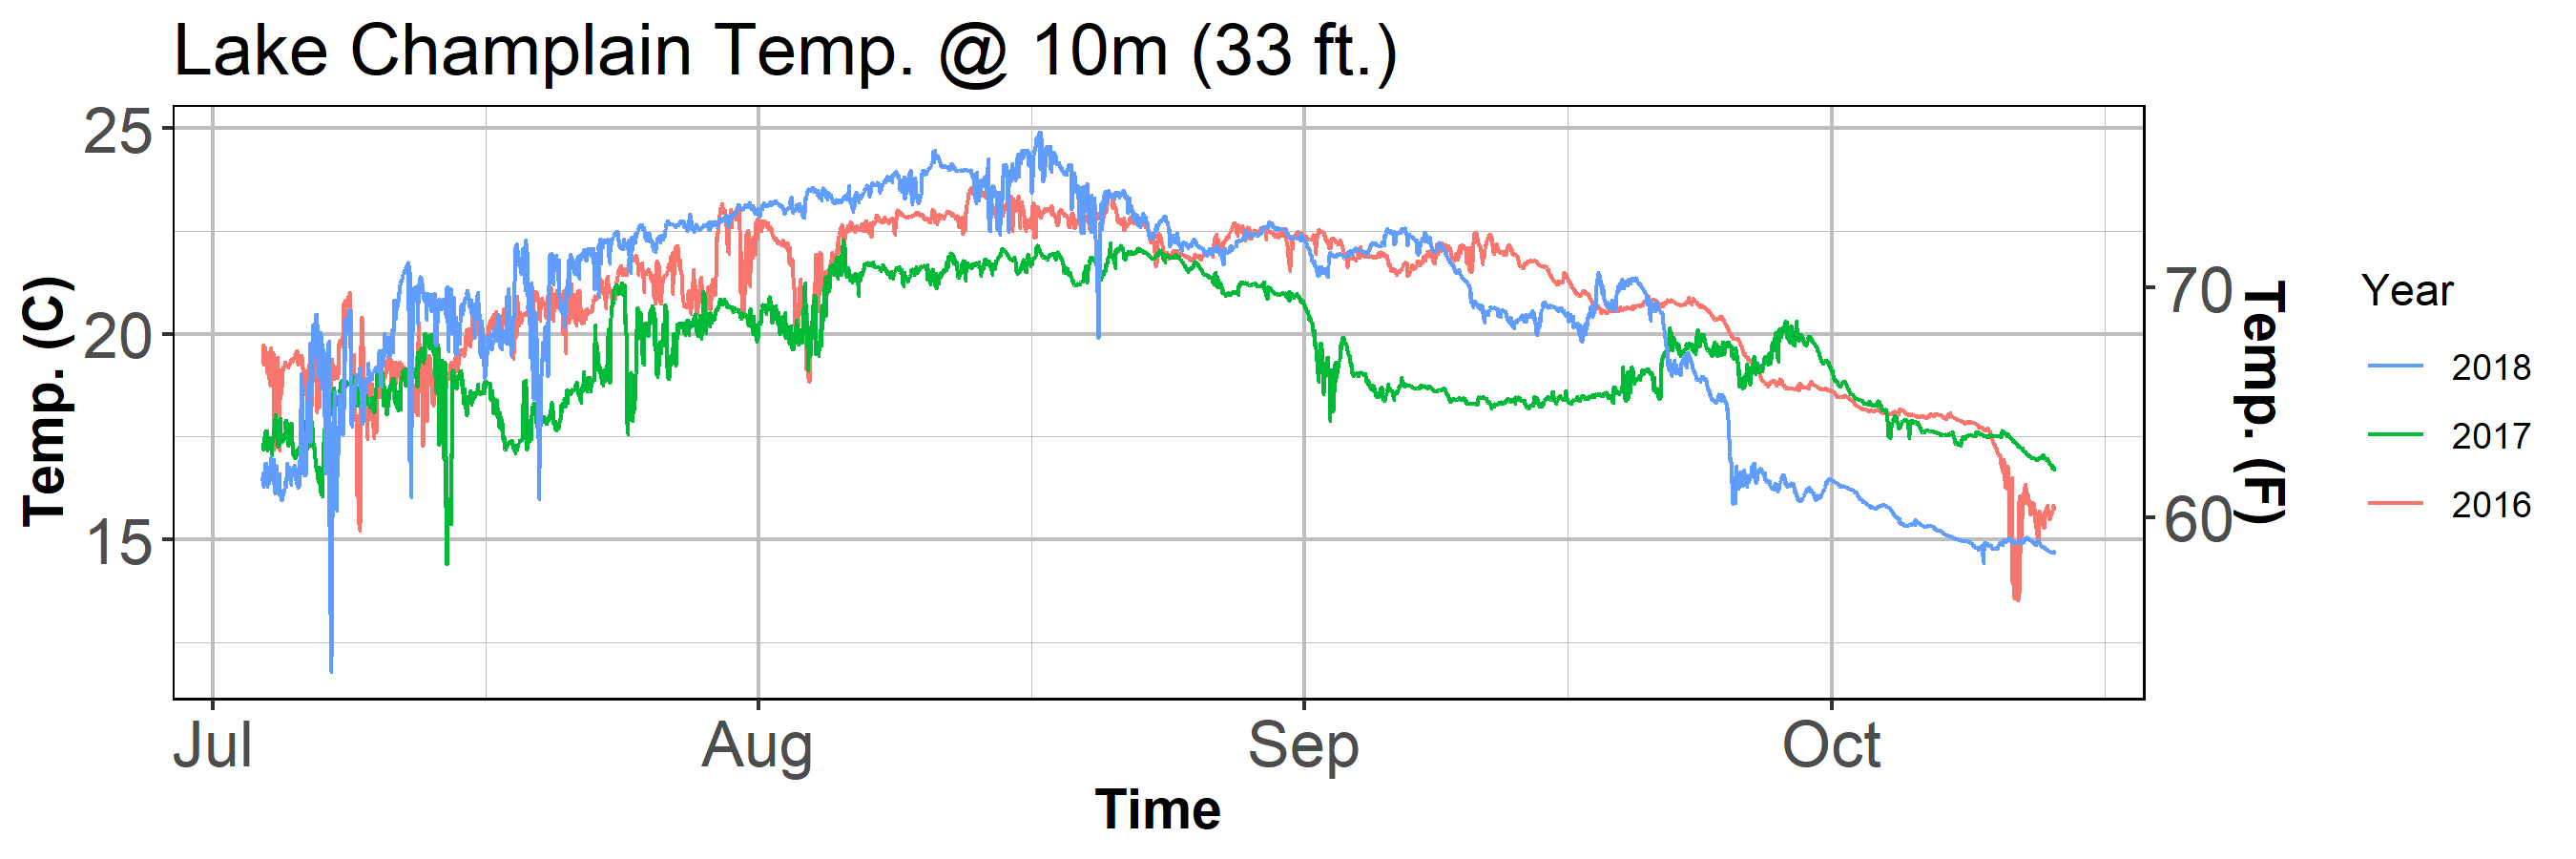 Lake Champlain Temp. @ 10m (33 ft.)
25
20
15
Temp. (C)
70
60
Temp. (F)
Jul
Aug
Sep
Oct
Time
Year
2018
2017
2016